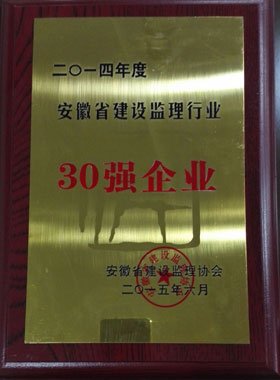 二〇一四年度
安徽省建设监理行业
30强企业
安徽省建设监理协会
二〇一五年六月